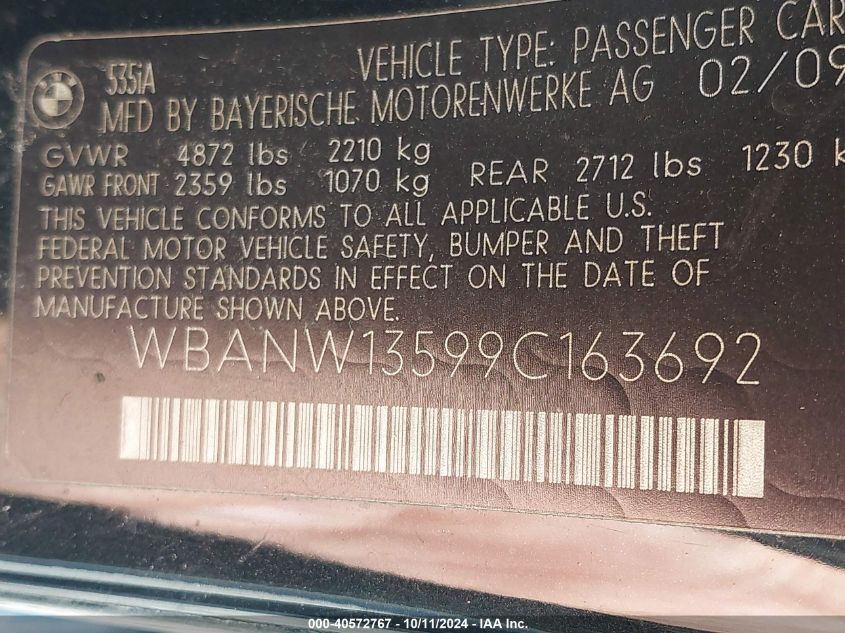 535iA VEHICLE TYPE: PASSENGER CAR
MFD BY BAYERISCHE MOTORENWERKE AG 02/09
GVWR 4872 lbs 2210 kg
GAWR FRONT 2359 lbs 1070 kg REAR 2712 lbs 1230 k
THIS VEHICLE CONFORMS TO ALL APPLICABLE U.S.
FEDERAL MOTOR VEHICLE SAFETY, BUMPER AND THEFT
PREVENTION STANDARDS IN EFFECT ON THE DATE OF
MANUFACTURE SHOWN ABOVE.
WBANW13599C163692
000-40572767 - 10/11/2024 - IAA Inc.